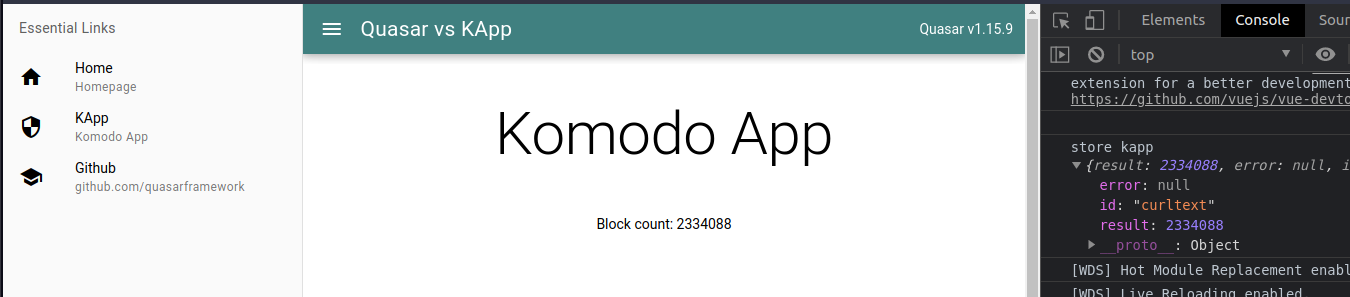 Essential Links
Home
Homepage
KApp
Komodo App
Github
github.com/quasarframework
Quasar vs KApp
Quasar v1.15.9
Komodo App
Block count: 2334088
Elements Console Sour
top
extension for a better development
https://github.com/vuejs/vue-devto
store kapp
{result: 2334088, error: null, i
error: null
id: "curltext"
result: 2334088
__proto__: Object
[WDS] Hot Module Replacement enabl
[WDS] Live Reloading enabled